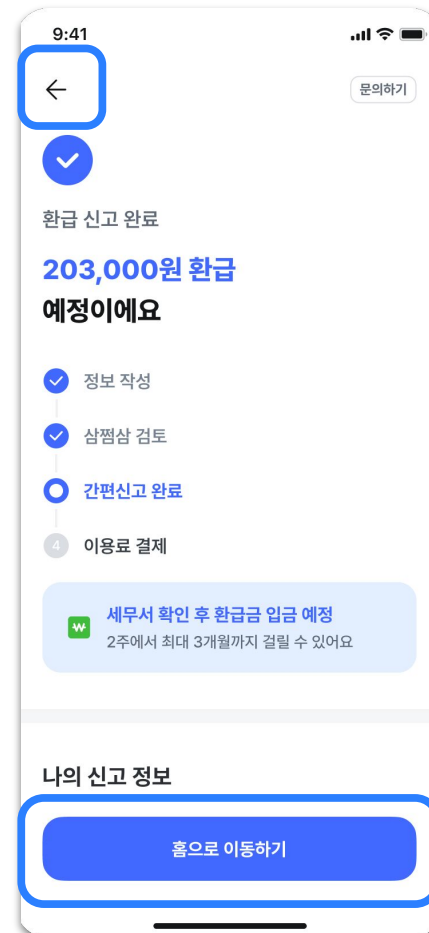 9:41
문의하기
환급 신고 완료
203,000원 환급
예정이에요
정보 작성
삼쩜삼 검토
간편신고 완료
4 이용료 결제
₩ 세무서 확인 후 환급금 입금 예정
2주에서 최대 3개월까지 걸릴 수 있어요
나의 신고 정보
홈으로 이동하기